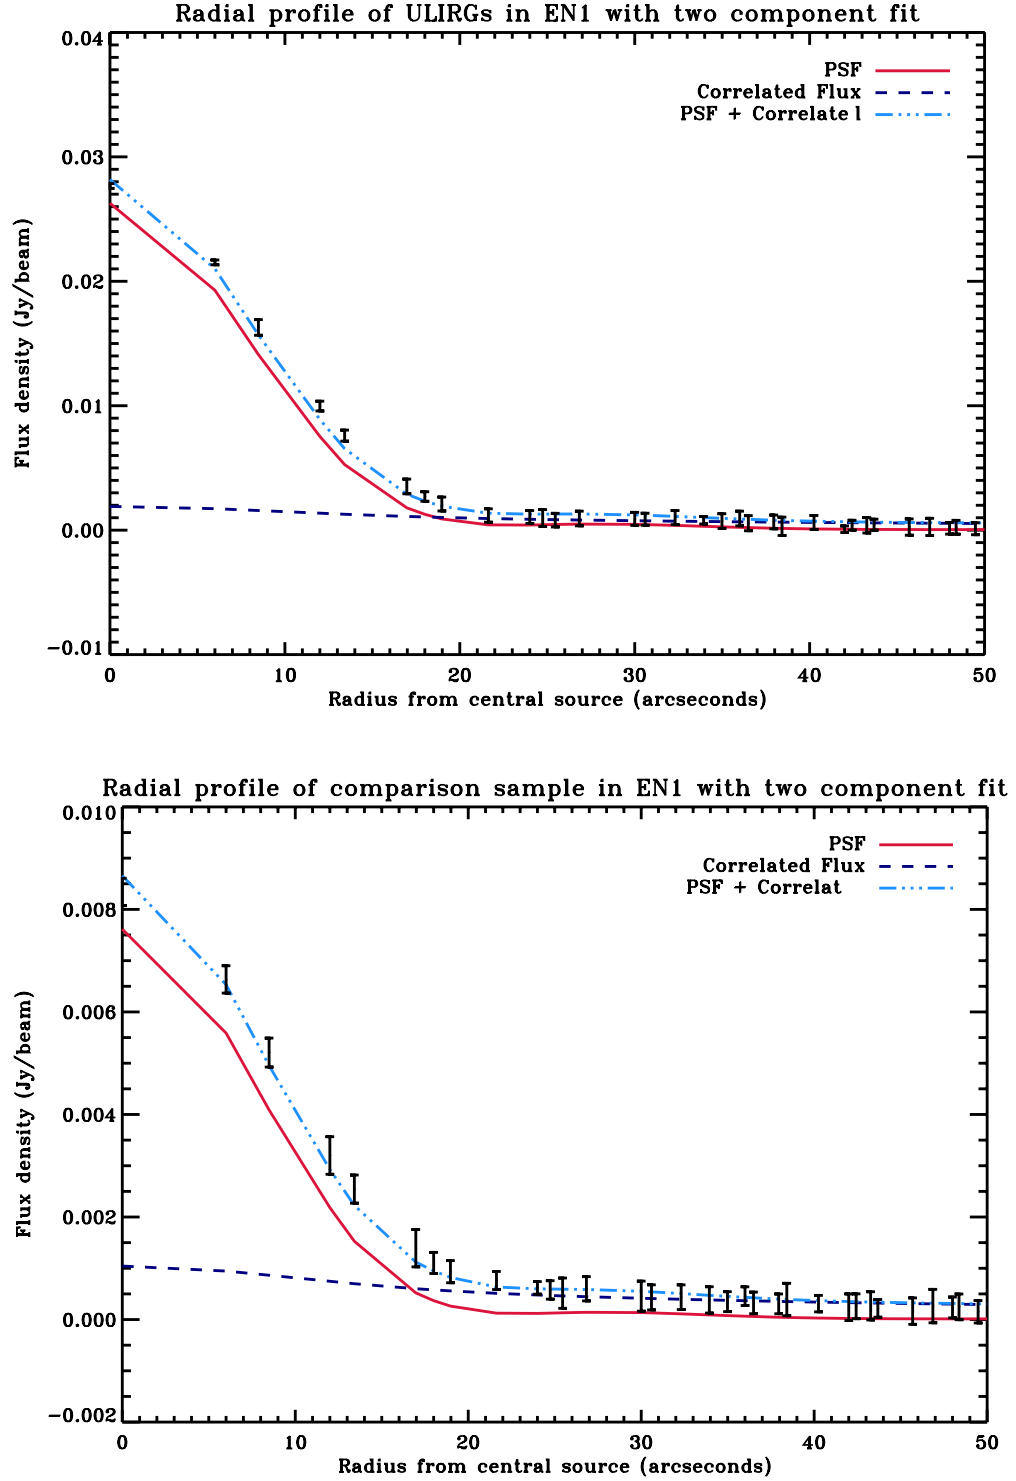 Radial profile of ULIRGs in EN1 with two component fit
0.04
0.03
0.02
0.01
0.00
−0.01
Flux density (Jy/beam)
PSF
Correlated Flux
PSF + Correlate l
0 10 20 30 40 50
Radius from central source (arcseconds)
Radial profile of comparison sample in EN1 with two component fit
0.010
0.008
0.006
0.004
0.002
0.000
−0.002
Flux density (Jy/beam)
PSF
Correlated Flux
PSF + Correlat
0 10 20 30 40 50
Radius from central source (arcseconds)